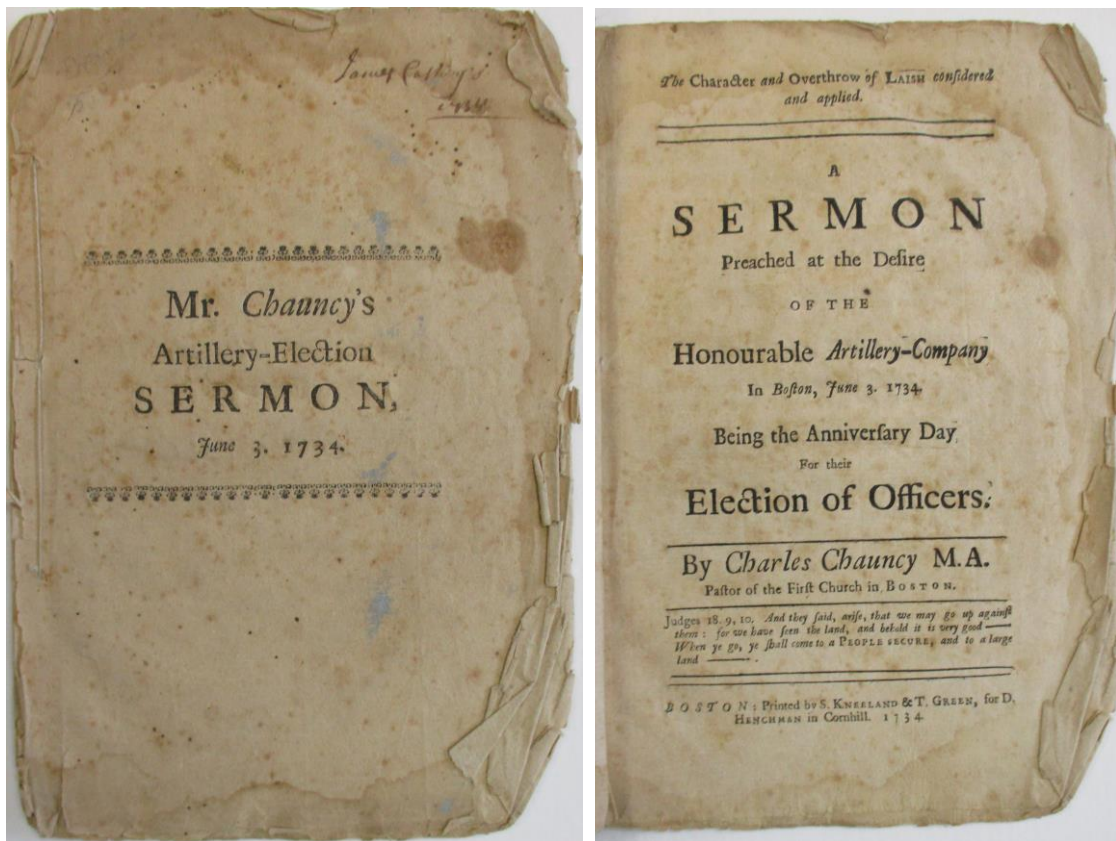 James
1734
Mr. Chauncy's
Artillery-Election
SERMON,
June 3. 1734.
The Character and Overthrow of LAISH conſidered
and applied.
A
SERMON
Preached at the Deſire
OF THE
Honourable Artillery-Company
In Boſton, June 3. 1734.
Being the Anniverſary Day
For their
Election of Officers.
By Charles Chauncy M.A.
Paſtor of the Firſt Church in BOSTON.
Judges 18. 9, 10. And they ſaid, ariſe, that we may go up againſt
them: for we have ſeen the land, and behold it is very good ——
When ye go, ye ſhall come to a PEOPLE SECURE, and to a large
land ——.
BOSTON: Printed by S. KNEELAND & T. GREEN, for D.
HENCHMAN in Cornhill. 1734